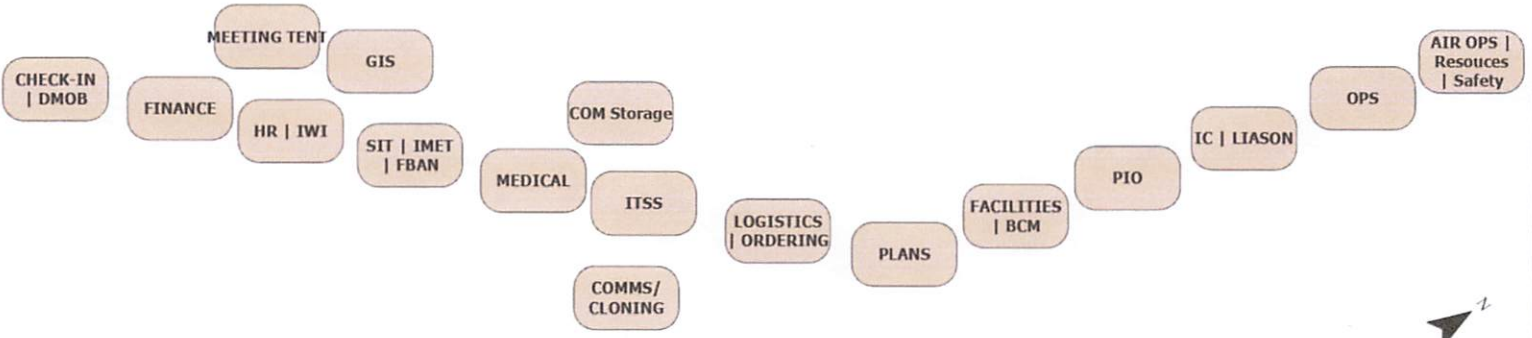 MEETING TENT
GIS
CHECK-IN
| DMOB
FINANCE
HR | IWI
SIT | IMET
| FBAN
MEDICAL
COM Storage
ITSS
COMMS/
CLONING
LOGISTICS
| ORDERING
PLANS
FACILITIES
| BCM
PIO
IC | LIASON
OPS
AIR OPS |
Resouces
| Safety
N